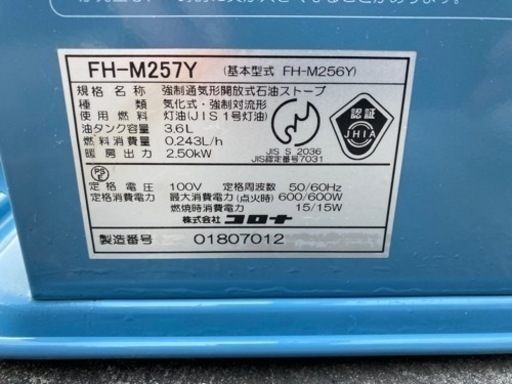 FH-M257Y (基本型式 FH-M256Y)
規格名称 強制通気形開放式石油ストーブ
種類 気化式・強制対流形
使用燃料 灯油(JIS1号灯油)
油タンク容量 3.6L
燃料消費量 0.243L/h
暖房出力 2.50kW
JIS S 2036
JIS認定番号7031
認証
JHIA
PS
E
定格電圧 100V 定格周波数 50/60Hz
定格消費電力 最大消費電力(点火時) 600/600W
燃焼時消費電力 15/15W
株式会社 コロナ
製造番号 01807012